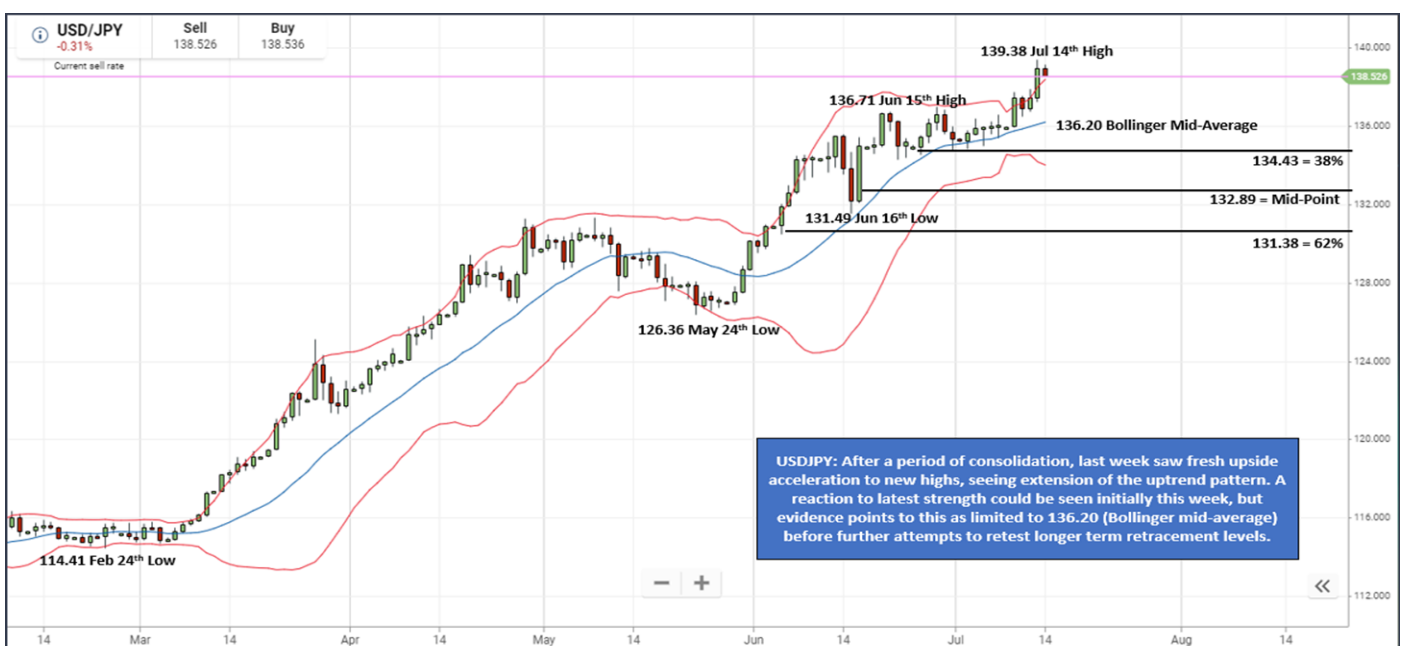 USD/JPY
-0.31%
Sell
138.526
Buy
138.536
Current sell rate
139.38 Jul 14th High
140.000
138.526
136.71 Jun 15th High
136.20 Bollinger Mid-Average
136.000
134.43 = 38%
132.89 = Mid-Point
132.000
131.49 Jun 16th Low
131.38 = 62%
128.000
126.36 May 24th Low
124.000
120.000
USDJPY: After a period of consolidation, last week saw fresh upside
acceleration to new highs, seeing extension of the uptrend pattern. A
reaction to latest strength could be seen initially this week, but
evidence points to this as limited to 136.20 (Bollinger mid-average)
before further attempts to retest longer term retracement levels.
116.000
114.41 Feb 24th Low
112.000
14 Mar 14 Apr 14 May 14 Jun 14 Jul 14 Aug 14